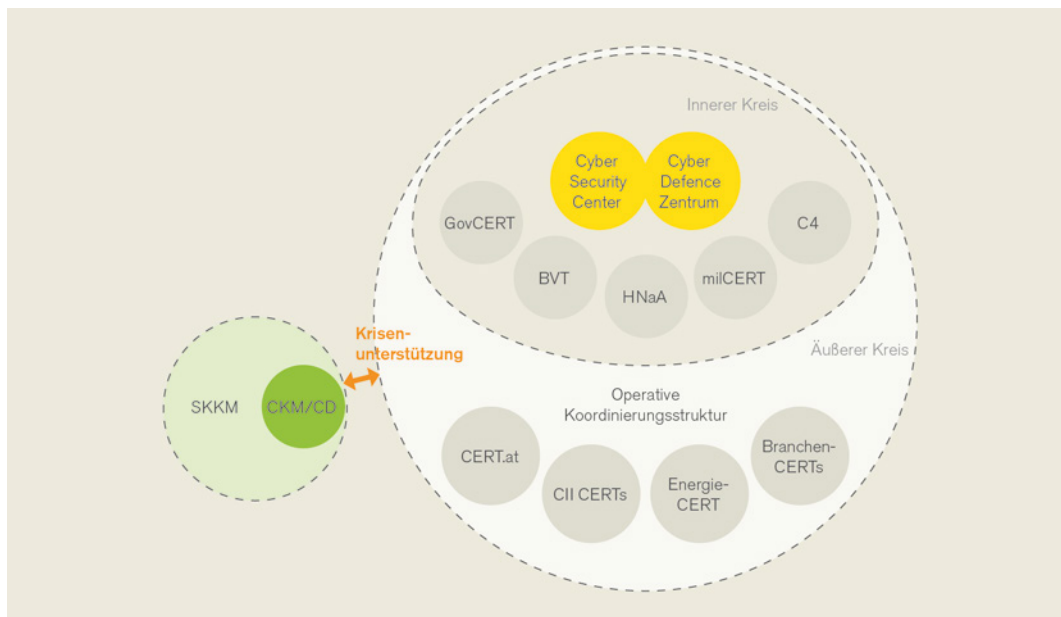 Innerer Kreis
Cyber
Security
Center
Cyber
Defence
Zentrum
GovCERT
C4
BVT
HNaA
milCERT
Krisen-
unterstützung
Äußerer Kreis
SKKM
CKM/CD
Operative
Koordinierungsstruktur
CERT.at
CII CERTs
Energie-
CERT
Branchen-
CERTs